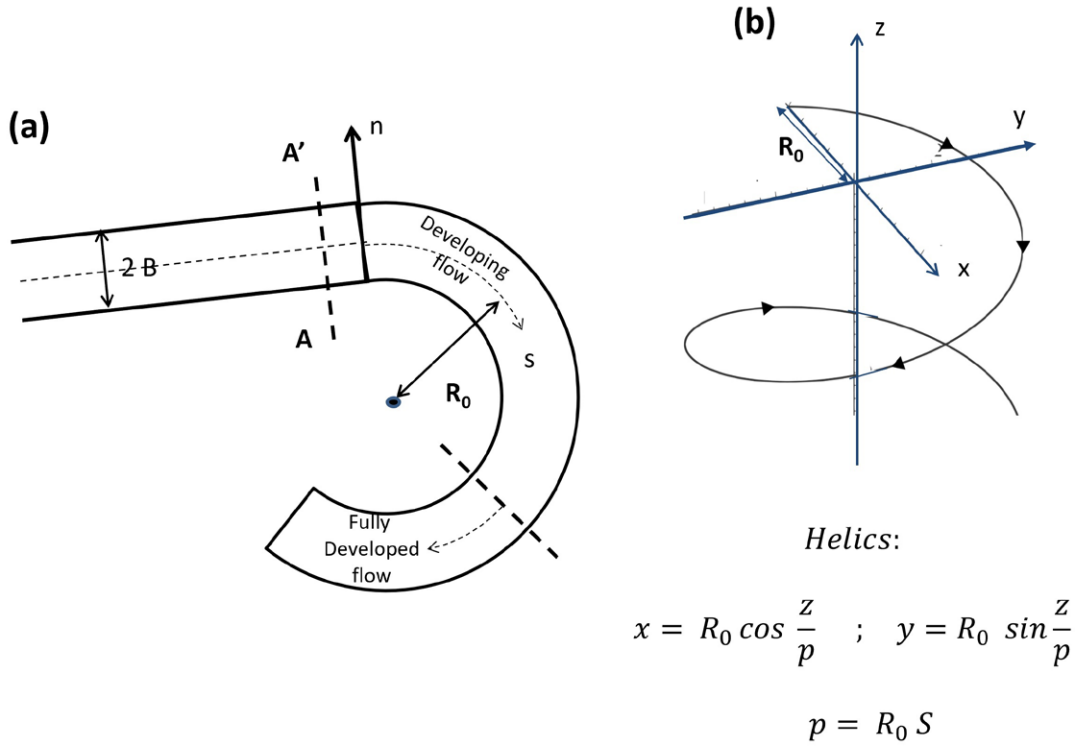 (a)
A'
n
2 B
A
Developing
flow
s
R₀
Fully
Developed
flow
(b)
z
y
R₀
x
Helics:
x = R₀ cos z/p ; y = R₀ sin z/p
p = R₀ S